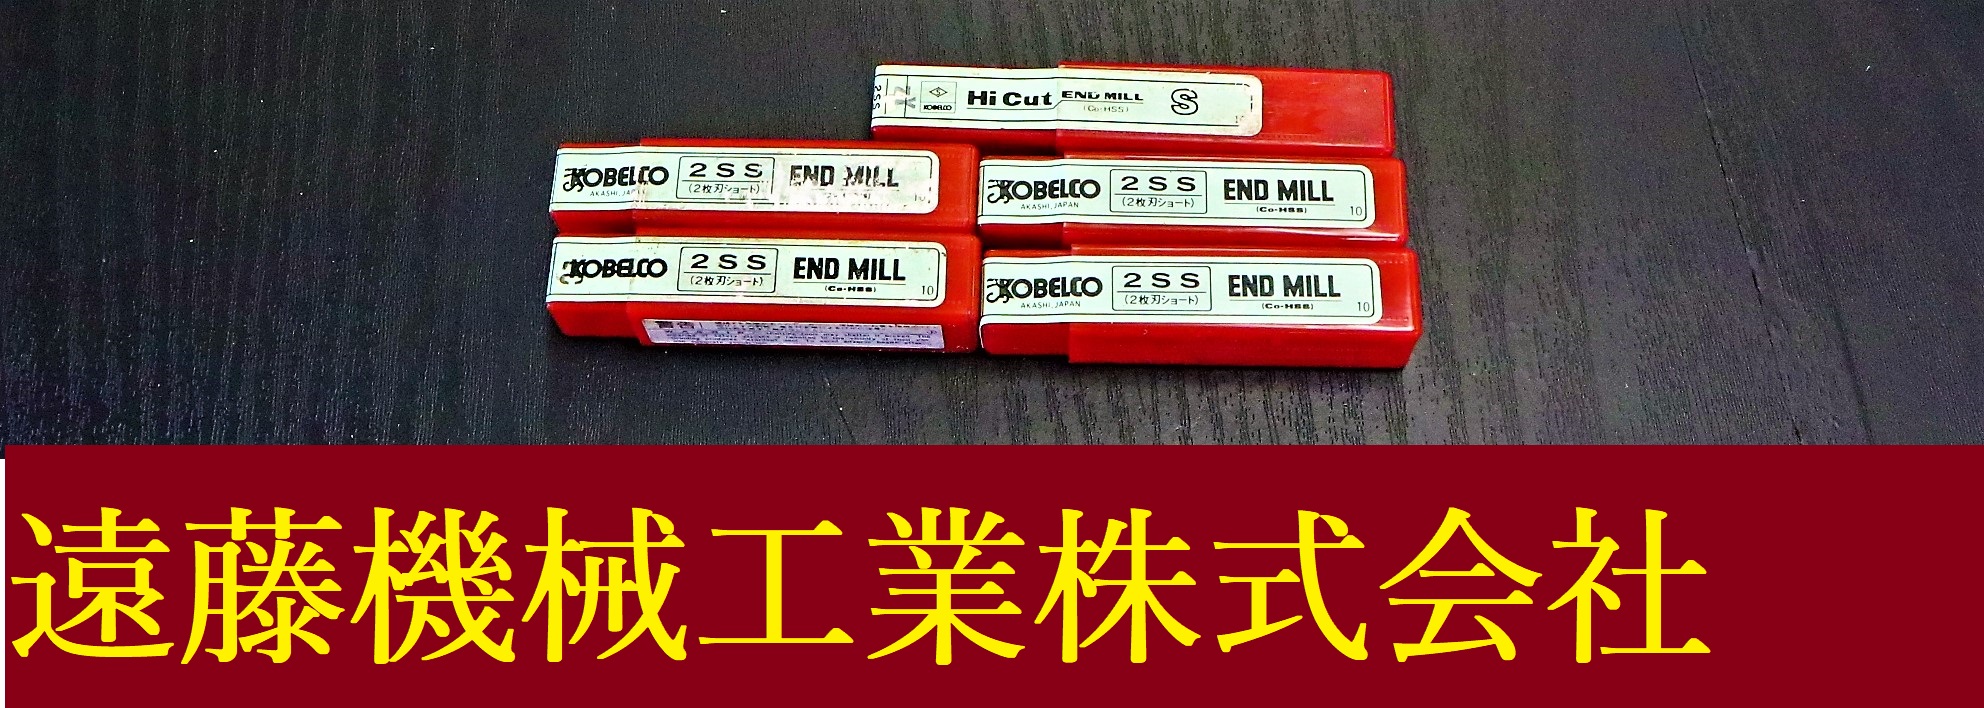 2SS
KOBELCO
Hi Cut END MILL S
(Co-HSS)
KOBELCO 2SS END MILL
AKASHI, JAPAN (2枚刃ショート) 10
KOBELCO 2SS END MILL
AKASHI, JAPAN (2枚刃ショート) (Co-HSS) 10
KOBELCO 2SS END MILL
(2枚刃ショート) (Co-HSS) 10
KOBELCO 2SS END MILL
AKASHI, JAPAN (2枚刃ショート) (Co-HSS) 10
遠藤機械工業株式会社